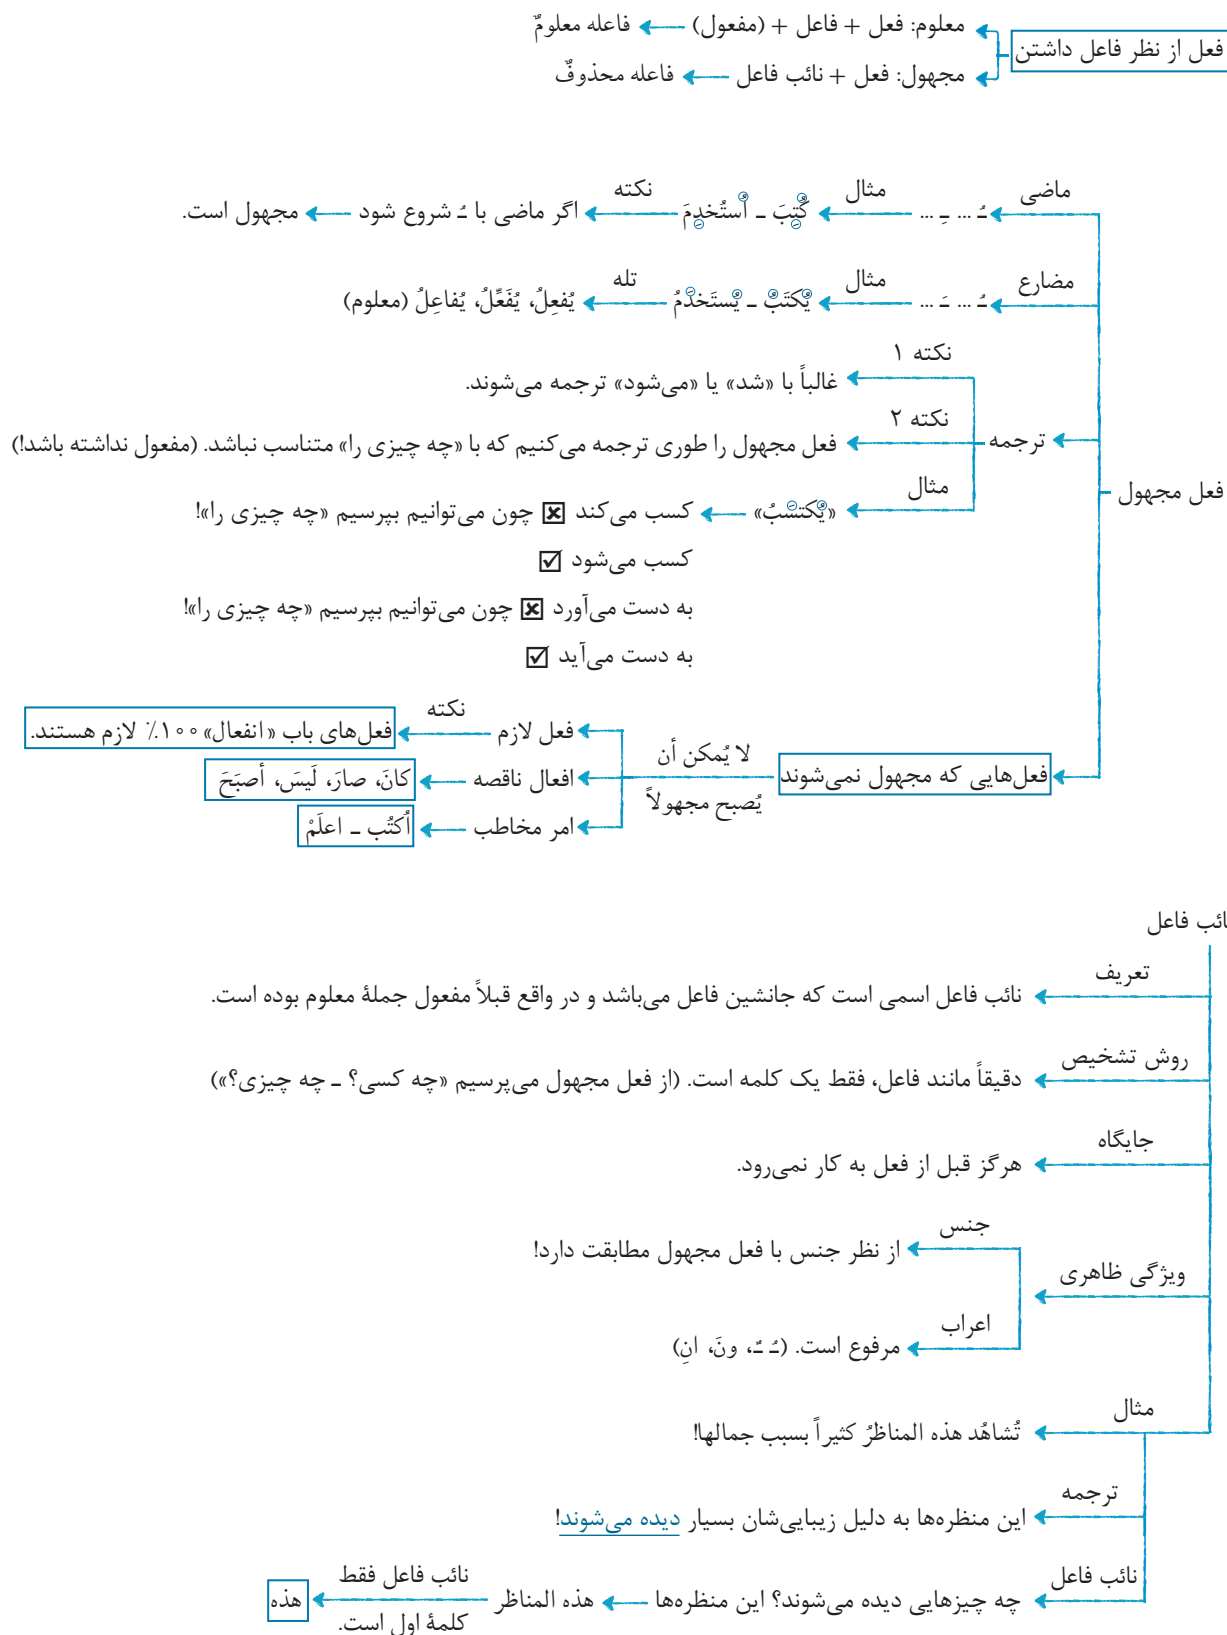 فعل از نظر فاعل داشتن
معلوم: فعل + فاعل + (مفعول) فاعله معلومٌ
مجهول: فعل + نائب فاعل فاعله محذوفٌ
فعل مجهول
ماضی ـُ ... ـِ ... مثال كُتِبَ ـ اُستُخدِمَ نکته اگر ماضی با ـُ شروع شود مجهول است.
مضارع ـُ ... ـَ ... مثال يُكتَبُ ـ يُستَخدَمُ تله يُفعِلُ، يُفَعِّلُ، يُفاعِلُ (معلوم)
ترجمه
نکته ۱ غالباً با «شد» یا «می‌شود» ترجمه می‌شوند.
نکته ۲ فعل مجهول را طوری ترجمه می‌کنیم که با «چه چیزی را» متناسب نباشد. (مفعول نداشته باشد!)
مثال «يُكتسَبُ» کسب می‌کند ☒ چون می‌توانیم بپرسیم «چه چیزی را»!
کسب می‌شود ☑
به دست می‌آورد ☒ چون می‌توانیم بپرسیم «چه چیزی را»!
به دست می‌آید ☑
فعل‌هایی که مجهول نمی‌شوند
لا يُمكن أن
يُصبح مجهولاً
فعل لازم نکته فعل‌های باب «انفعال» ۱۰۰٪ لازم هستند.
افعال ناقصه كانَ، صارَ، لَيسَ، أصبَحَ
امر مخاطب اُكتُب ـ اعلَمْ
ائب فاعل
تعریف نائب فاعل اسمی است که جانشین فاعل می‌باشد و در واقع قبلاً مفعول جملهٔ معلوم بوده است.
روش تشخیص دقیقاً مانند فاعل، فقط یک کلمه است. (از فعل مجهول می‌پرسیم «چه کسی؟ ـ چه چیزی؟»)
جایگاه هرگز قبل از فعل به کار نمی‌رود.
ویژگی ظاهری
جنس از نظر جنس با فعل مجهول مطابقت دارد!
اعراب مرفوع است. (ـُ ـٌ، ونَ، انِ)
مثال تُشاهُد هذه المناظرُ كثيراً بسبب جمالها!
ترجمه این منظره‌ها به دلیل زیبایی‌شان بسیار دیده می‌شوند!
نائب فاعل چه چیزهایی دیده می‌شوند؟ این منظره‌ها هذه المناظر نائب فاعل فقط
کلمهٔ اول است. هذه